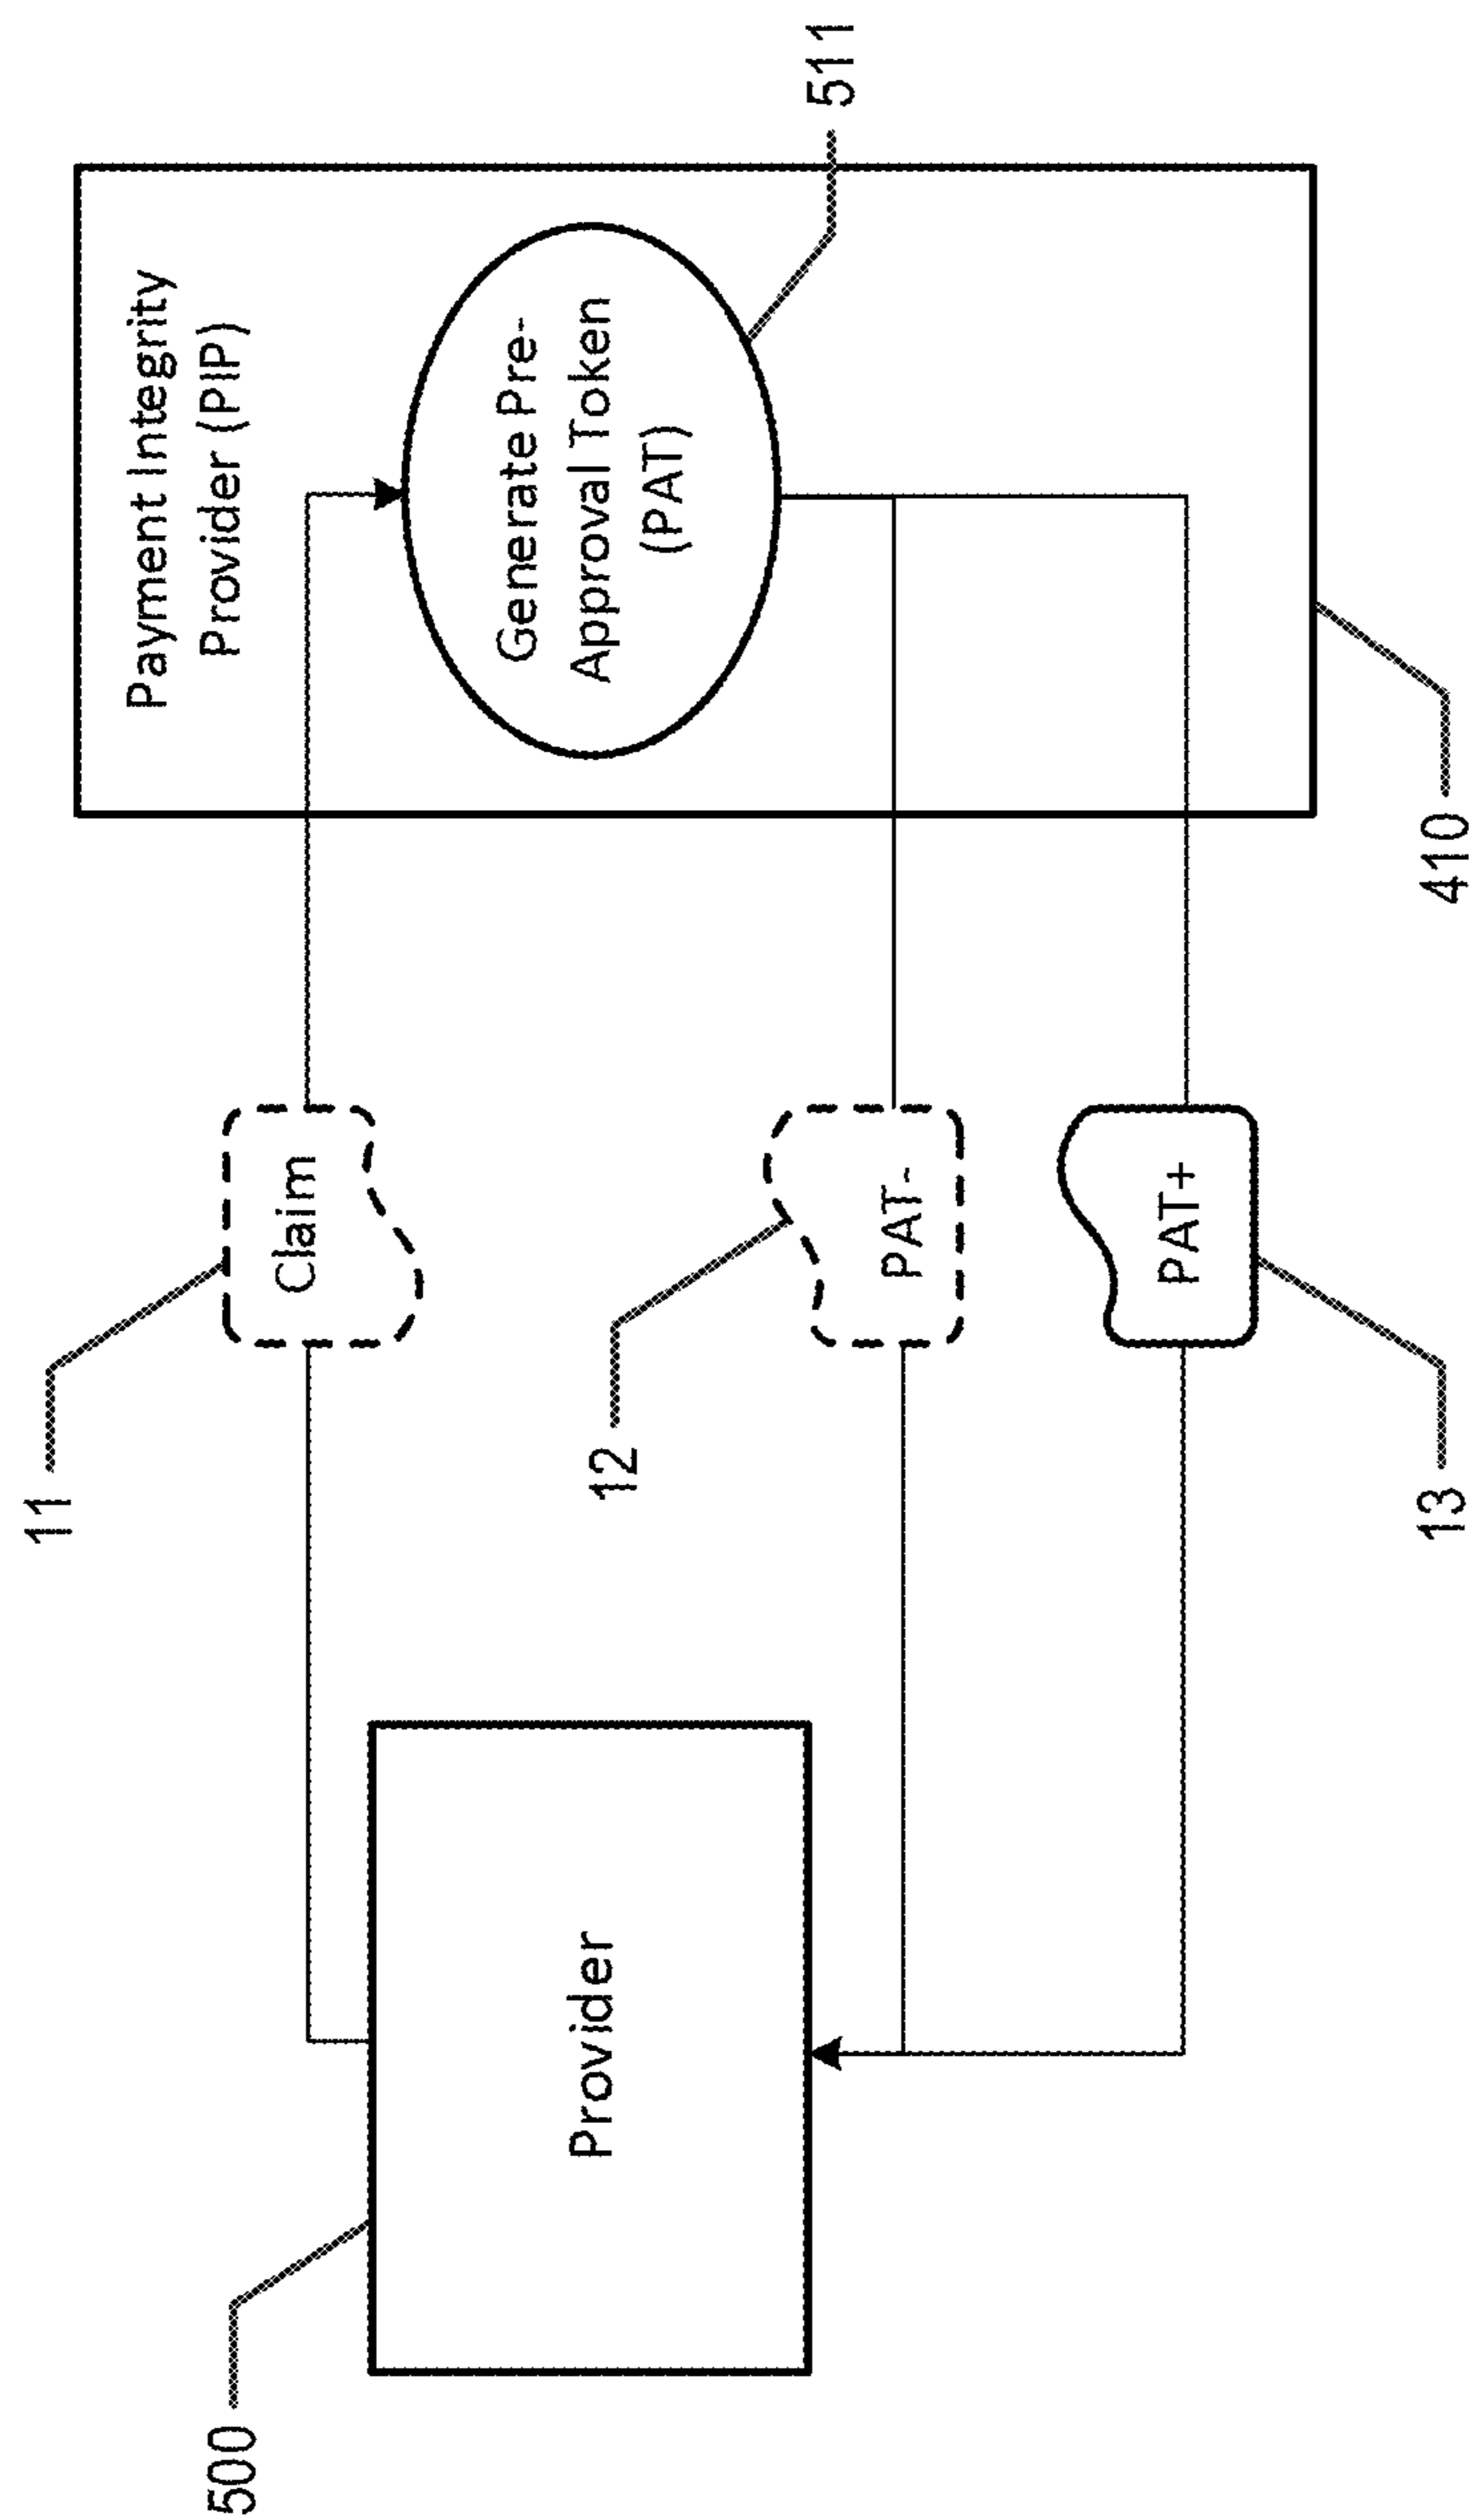 11
Claim
Payment Integrity
Provider (PIP)
500
Provider
Generate Pre-
Approval Token
(PAT)
12
PAT-
511
PAT+
13
410